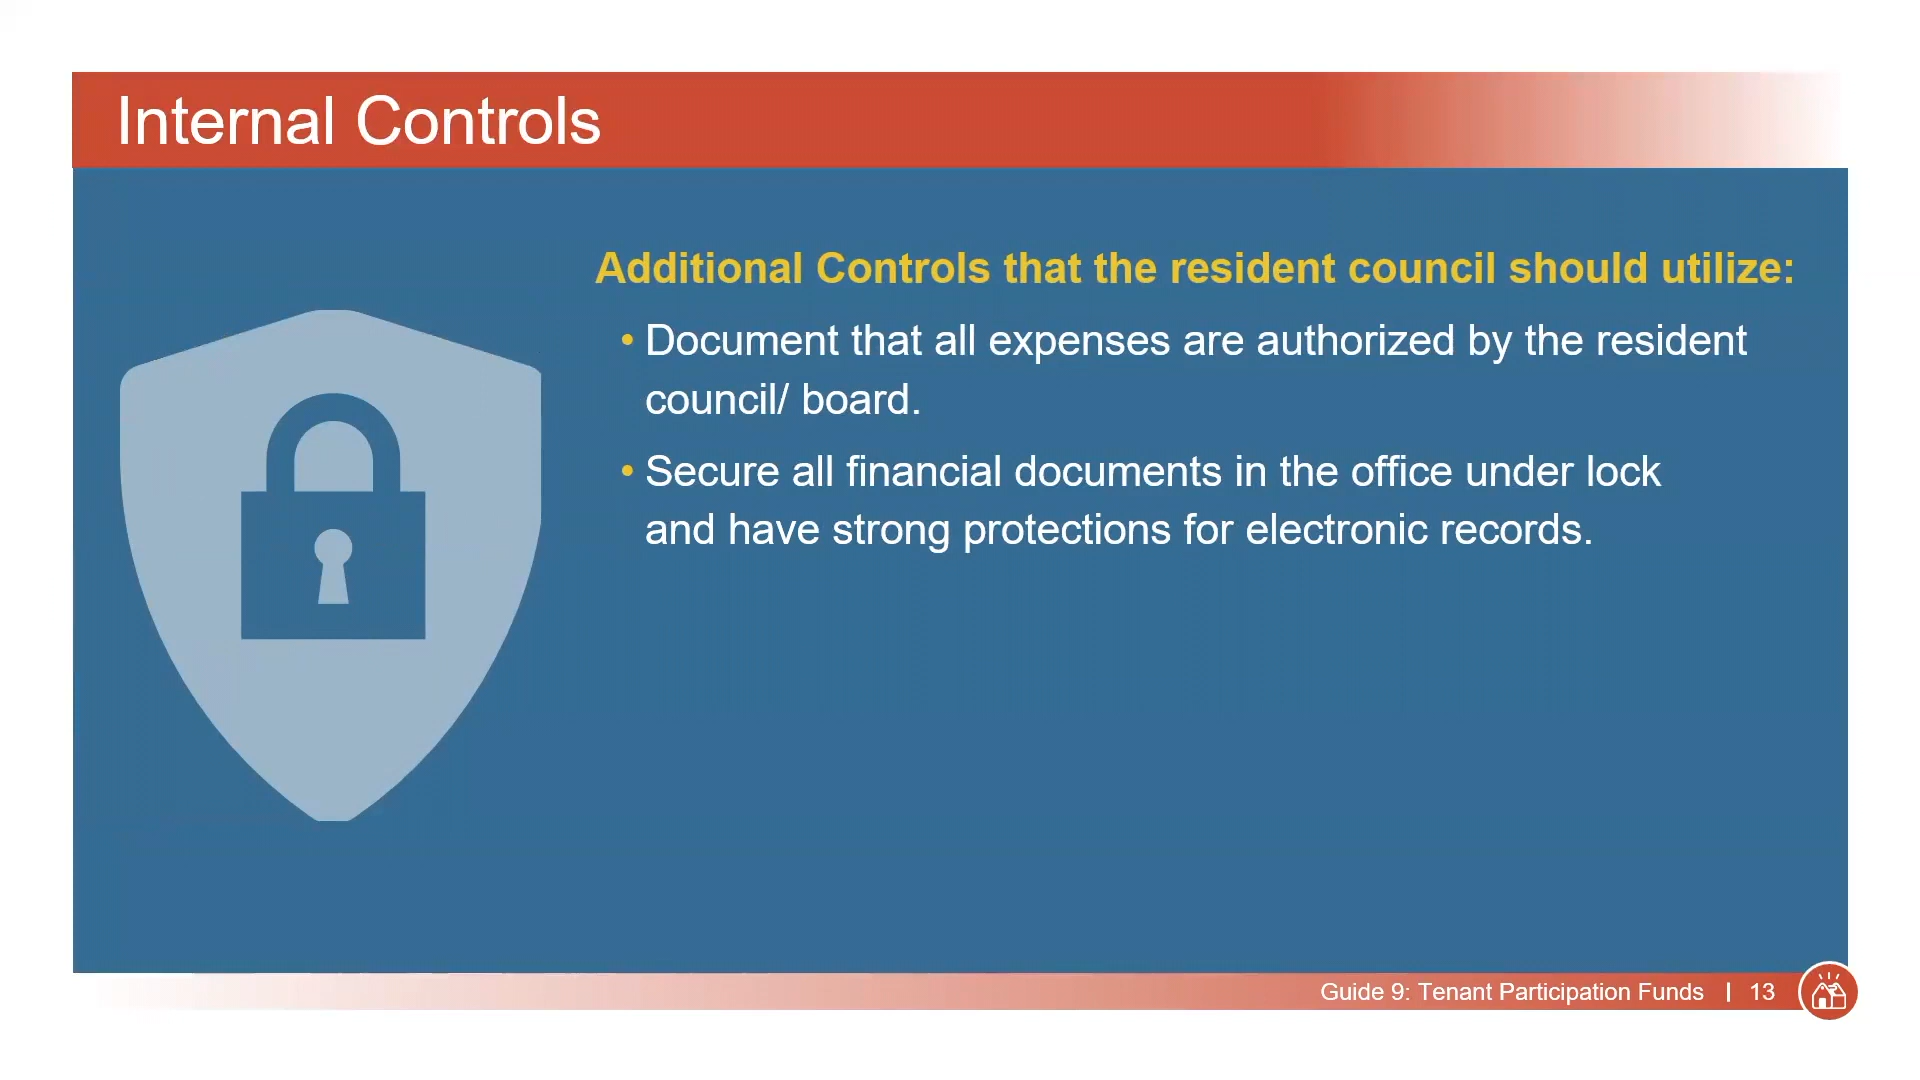 Internal Controls
Additional Controls that the resident council should utilize:
• Document that all expenses are authorized by the resident
council/ board.
• Secure all financial documents in the office under lock
and have strong protections for electronic records.
Guide 9: Tenant Participation Funds | 13